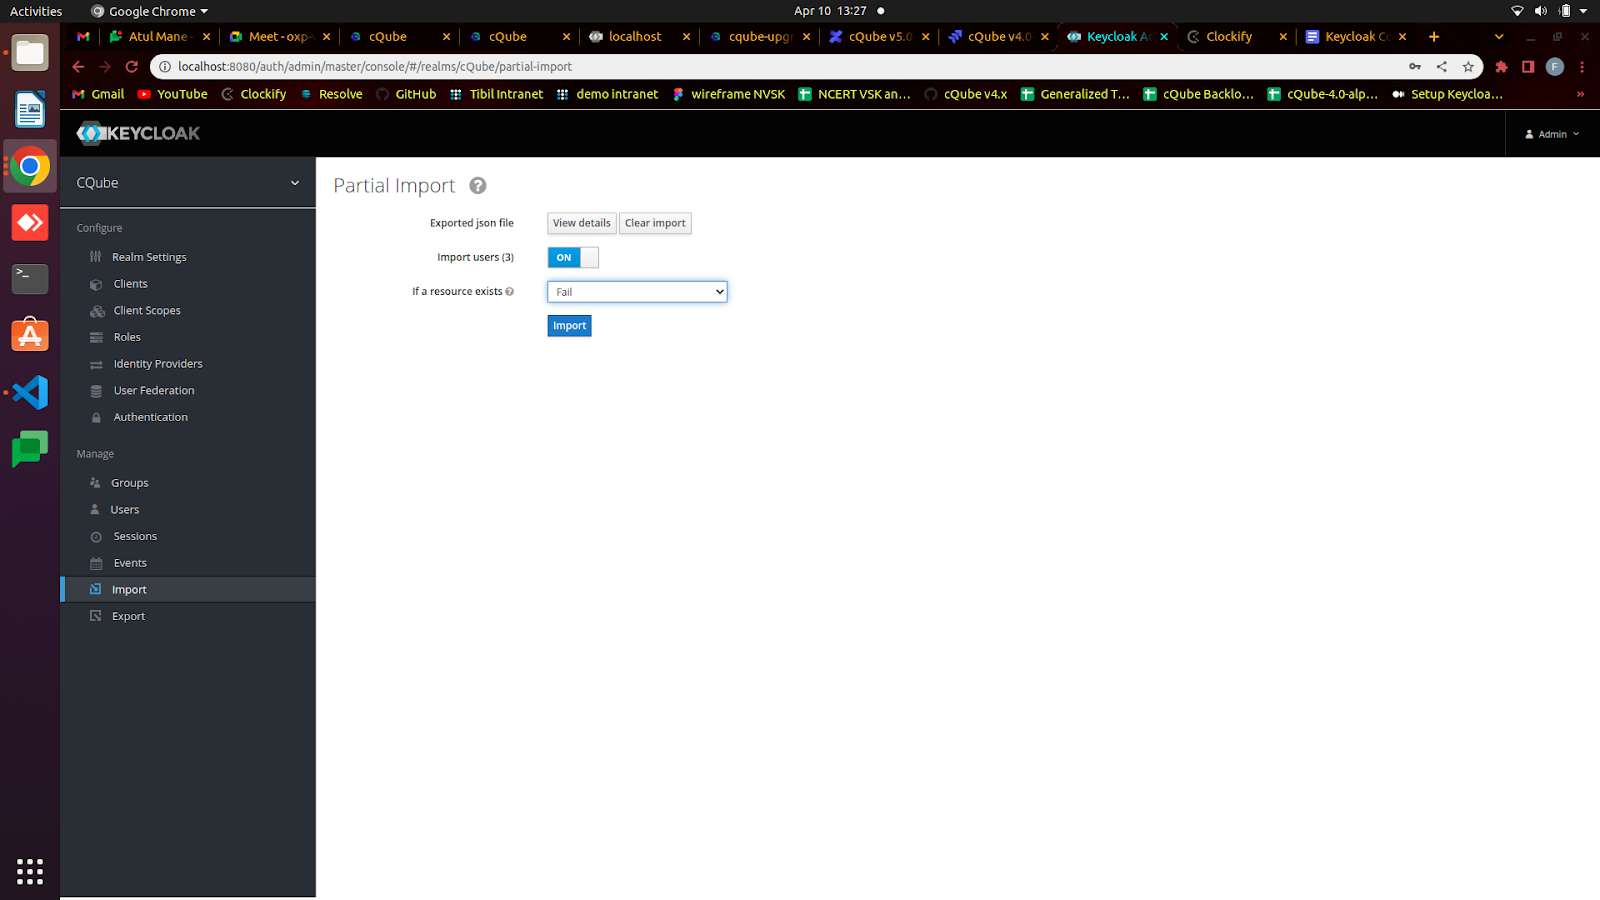 Activities
Google Chrome
Apr 10 13:27
Atul Mane -
Meet - oxp-
cQube
cQube
localhost
cqube-upgr
cQube v5.0
cQube v4.0
Keycloak Ad
Clockify
Keycloak Co
localhost:8080/auth/admin/master/console/#/realms/cQube/partial-import
F
Gmail
YouTube
Clockify
Resolve
GitHub
Tibil Intranet
demo intranet
wireframe NVSK
NCERT VSK an...
cQube v4.x
Generalized T...
cQube Backlo...
cQube-4.0-alp...
Setup Keycloa...
»
KEYCLOAK
Admin
CQube
Partial Import
Configure
Exported json file
View details
Clear import
Realm Settings
Import users (3)
ON
Clients
If a resource exists
Fail
Client Scopes
Import
Roles
Identity Providers
User Federation
Authentication
Manage
Groups
Users
Sessions
Events
Import
Export